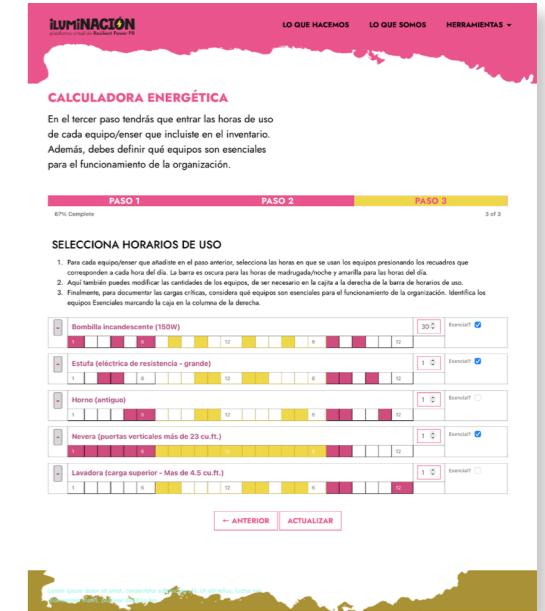 iLUMiNACIÓN
plataforma virtual de Resilient Power PR
LO QUE HACEMOS LO QUE SOMOS HERRAMIENTAS
CALCULADORA ENERGÉTICA
En el tercer paso tendrás que entrar las horas de uso
de cada equipo/enser que incluiste en el inventario.
Además, debes definir qué equipos son esenciales
para el funcionamiento de la organización.
PASO 1 PASO 2 PASO 3
67% Complete 3 of 3
SELECCIONA HORARIOS DE USO
1. Para cada equipo/enser que añadiste en el paso anterior, selecciona las horas en que se usan los equipos presionando los recuadros que
corresponden a cada hora del día. La barra es oscura para las horas de madrugada/noche y amarilla para las horas del día.
2. Aquí también puedes modificar las cantidades de los equipos, de ser necesario en la cajita a la derecha de la barra de horarios de uso.
3. Finalmente, para documentar las cargas críticas, considera qué equipos son esenciales para el funcionamiento de la organización. Identifica los
equipos Esenciales marcando la caja en la columna de la derecha.
- Bombilla incandescente (150W) 30 Esencial?
1 6 12 6 12
- Estufa (eléctrica de resistencia - grande) 1 Esencial?
1 6 12 6 12
- Horno (antiguo) 1 Esencial?
1 6 12 6 12
- Nevera (puertas verticales más de 23 cu.ft.) 1 Esencial?
1 6 12 6 12
- Lavadora (carga superior - Mas de 4.5 cu.ft.) 1 Esencial?
1 6 12 6 12
← ANTERIOR ACTUALIZAR
Lorem ipsum dolor sit amet, consectetur